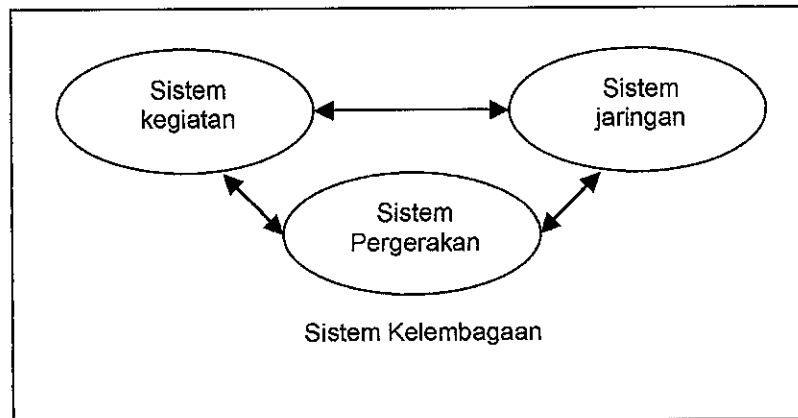 Sistem
kegiatan
Sistem
jaringan
Sistem
Pergerakan
Sistem Kelembagaan